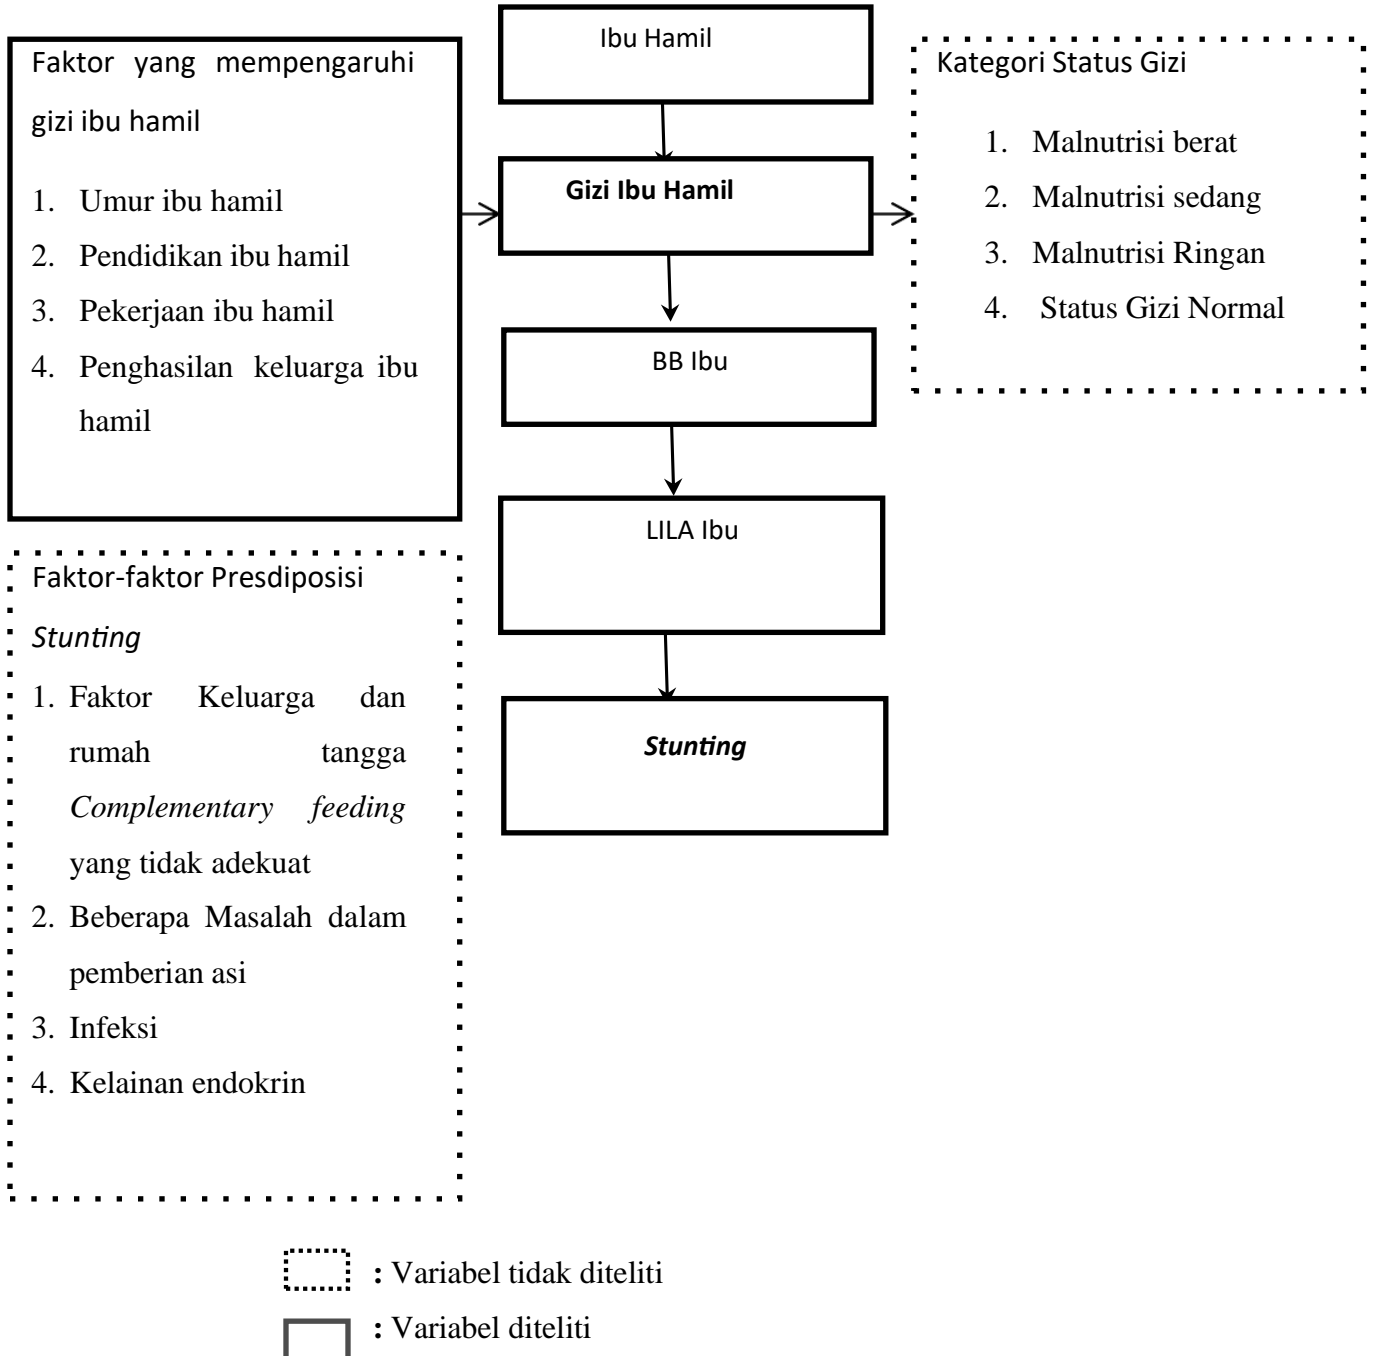 Faktor yang mempengaruhi
gizi ibu hamil
1. Umur ibu hamil
2. Pendidikan ibu hamil
3. Pekerjaan ibu hamil
4. Penghasilan keluarga ibu
hamil
Ibu Hamil
Gizi Ibu Hamil
BB Ibu
LILA Ibu
Stunting
Kategori Status Gizi
1. Malnutrisi berat
2. Malnutrisi sedang
3. Malnutrisi Ringan
4. Status Gizi Normal
Faktor-faktor Presdiposisi
Stunting
1. Faktor Keluarga dan
rumah tangga
Complementary feeding
yang tidak adekuat
2. Beberapa Masalah dalam
pemberian asi
3. Infeksi
4. Kelainan endokrin
: Variabel tidak diteliti
: Variabel diteliti